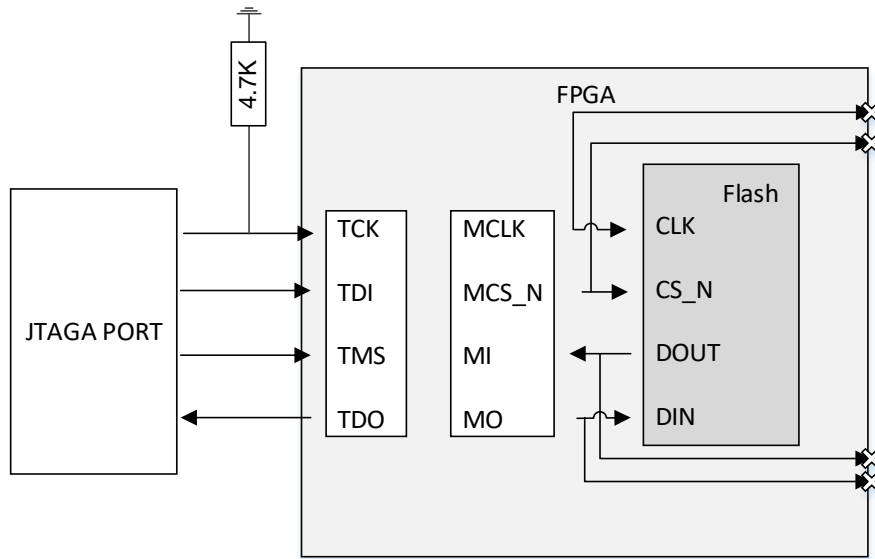 4.7K
FPGA
Flash
JTAGA PORT
TCK
TDI
TMS
TDO
MCLK
MCS_N
MI
MO
CLK
CS_N
DOUT
DIN